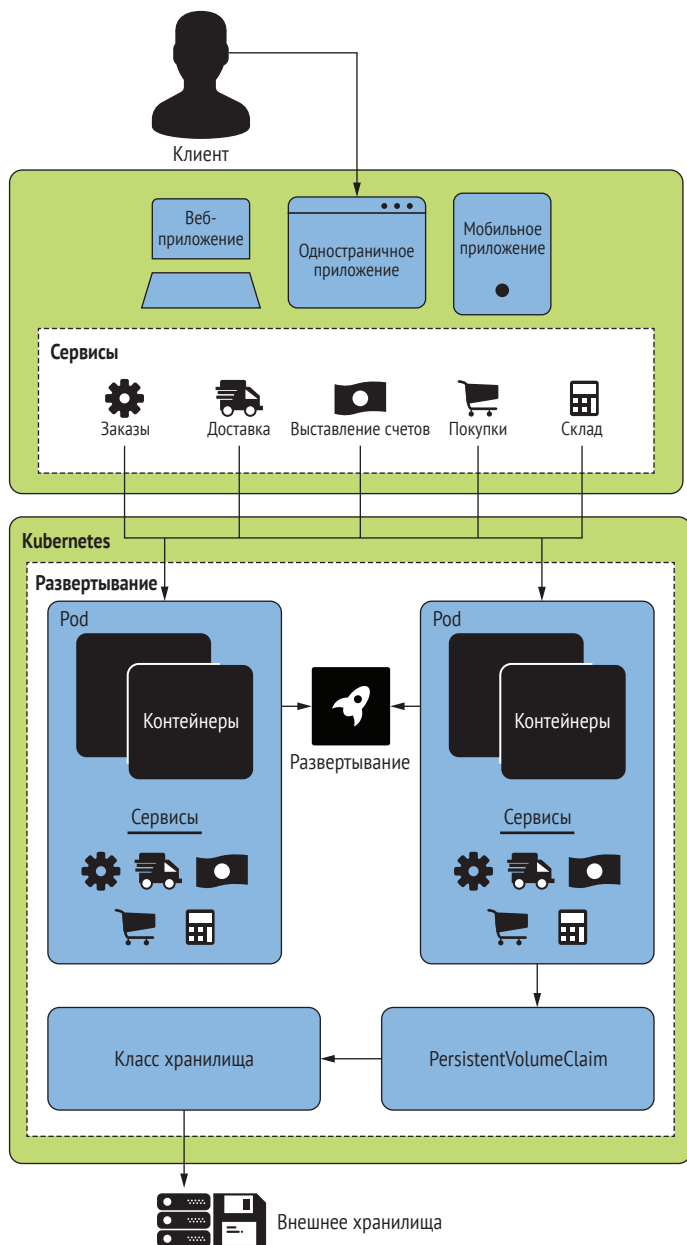 Клиент
Веб-
приложение
Одностраничное
приложение
Мобильное
приложение
Сервисы
Заказы
Доставка
Выставление счетов
Покупки
Склад
Kubernetes
Развертывание
Pod
Контейнеры
Сервисы
Развертывание
Pod
Контейнеры
Сервисы
Класс хранилища
PersistentVolumeClaim
Внешнее хранилища